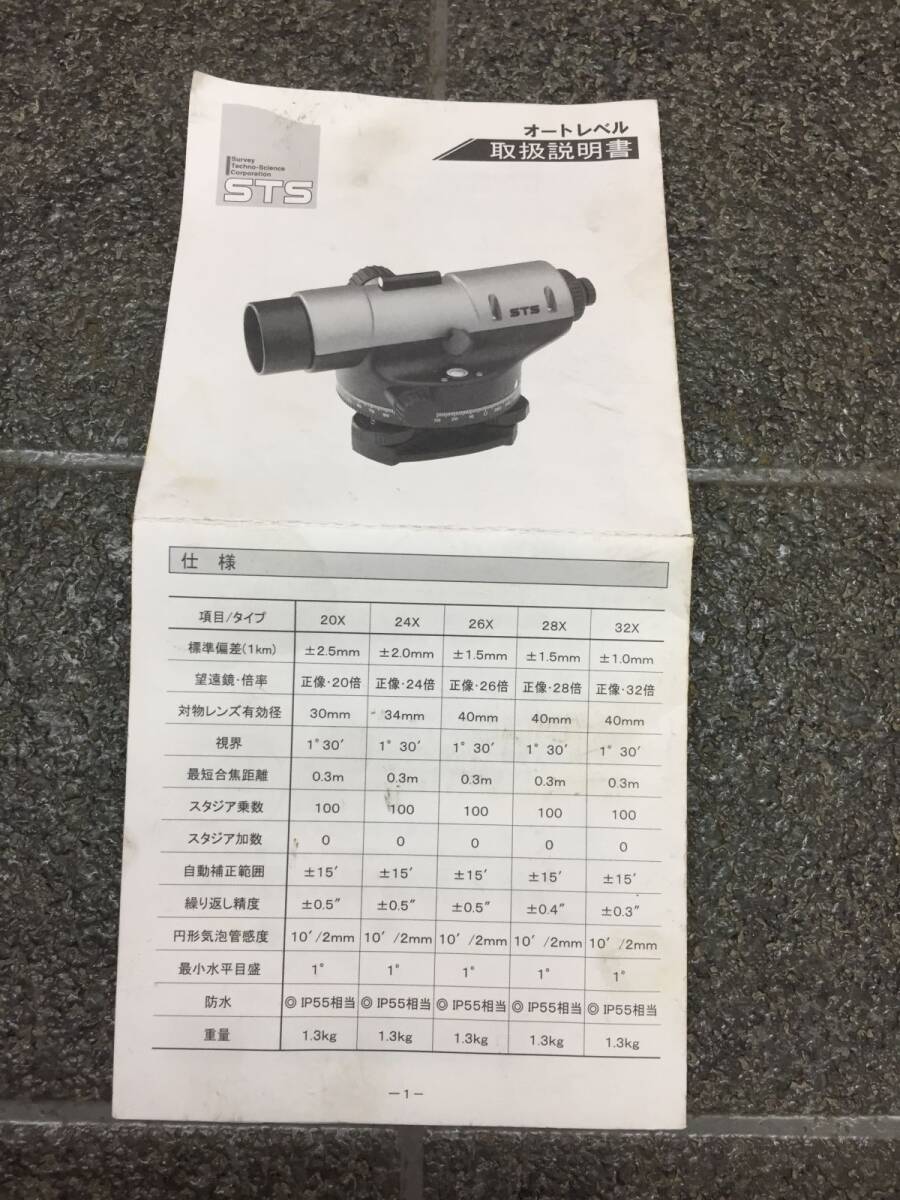 Survey
Techno-Science
Corporation
STS
オートレベル
取扱説明書
STS
仕様
項目/タイプ 20X 24X 26X 28X 32X
標準偏差(1km) ±2.5mm ±2.0mm ±1.5mm ±1.5mm ±1.0mm
望遠鏡・倍率 正像・20倍 正像・24倍 正像・26倍 正像・28倍 正像・32倍
対物レンズ有効径 30mm 34mm 40mm 40mm 40mm
視界 1°30′ 1°30′ 1°30′ 1°30′ 1°30′
最短合焦距離 0.3m 0.3m 0.3m 0.3m 0.3m
スタジア乗数 100 100 100 100 100
スタジア加数 0 0 0 0 0
自動補正範囲 ±15′ ±15′ ±15′ ±15′ ±15′
繰り返し精度 ±0.5″ ±0.5″ ±0.5″ ±0.4″ ±0.3″
円形気泡管感度 10′/2mm 10′/2mm 10′/2mm 10′/2mm 10′/2mm
最小水平目盛 1° 1° 1° 1° 1°
防水 ◎ IP55相当 ◎ IP55相当 ◎ IP55相当 ◎ IP55相当 ◎ IP55相当
重量 1.3kg 1.3kg 1.3kg 1.3kg 1.3kg
－1－